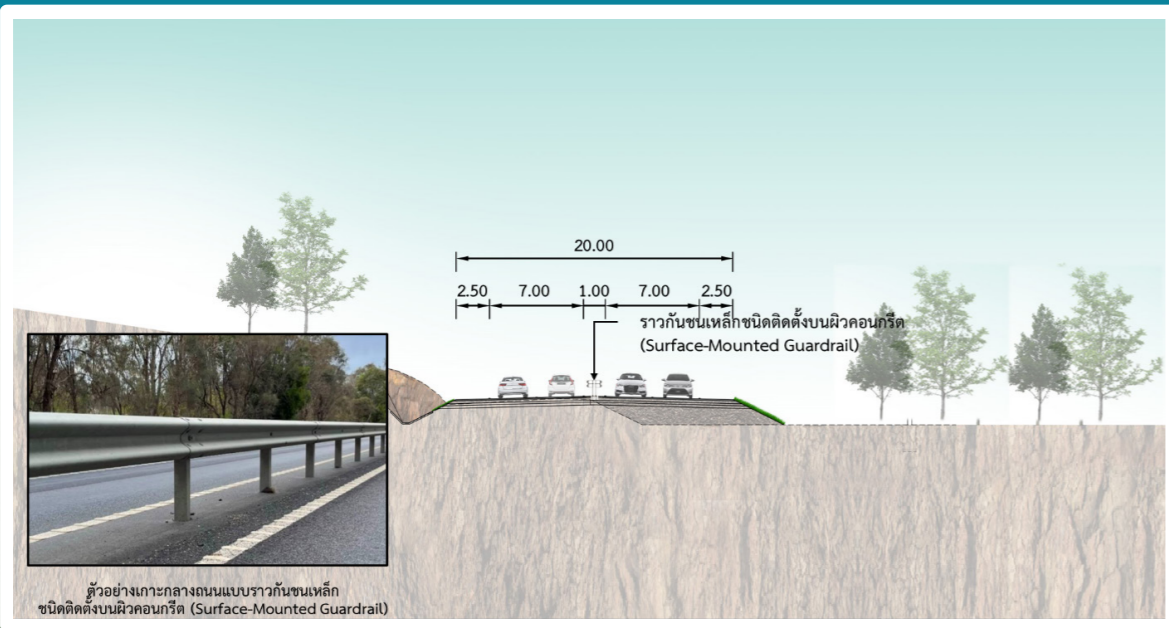 20.00
2.50 7.00 1.00 7.00 2.50
ราวกันชนเหล็กชนิดติดตั้งบนผิวคอนกรีต
(Surface-Mounted Guardrail)
ตัวอย่างเกาะกลางถนนแบบราวกันชนเหล็ก
ชนิดติดตั้งบนผิวคอนกรีต (Surface-Mounted Guardrail)